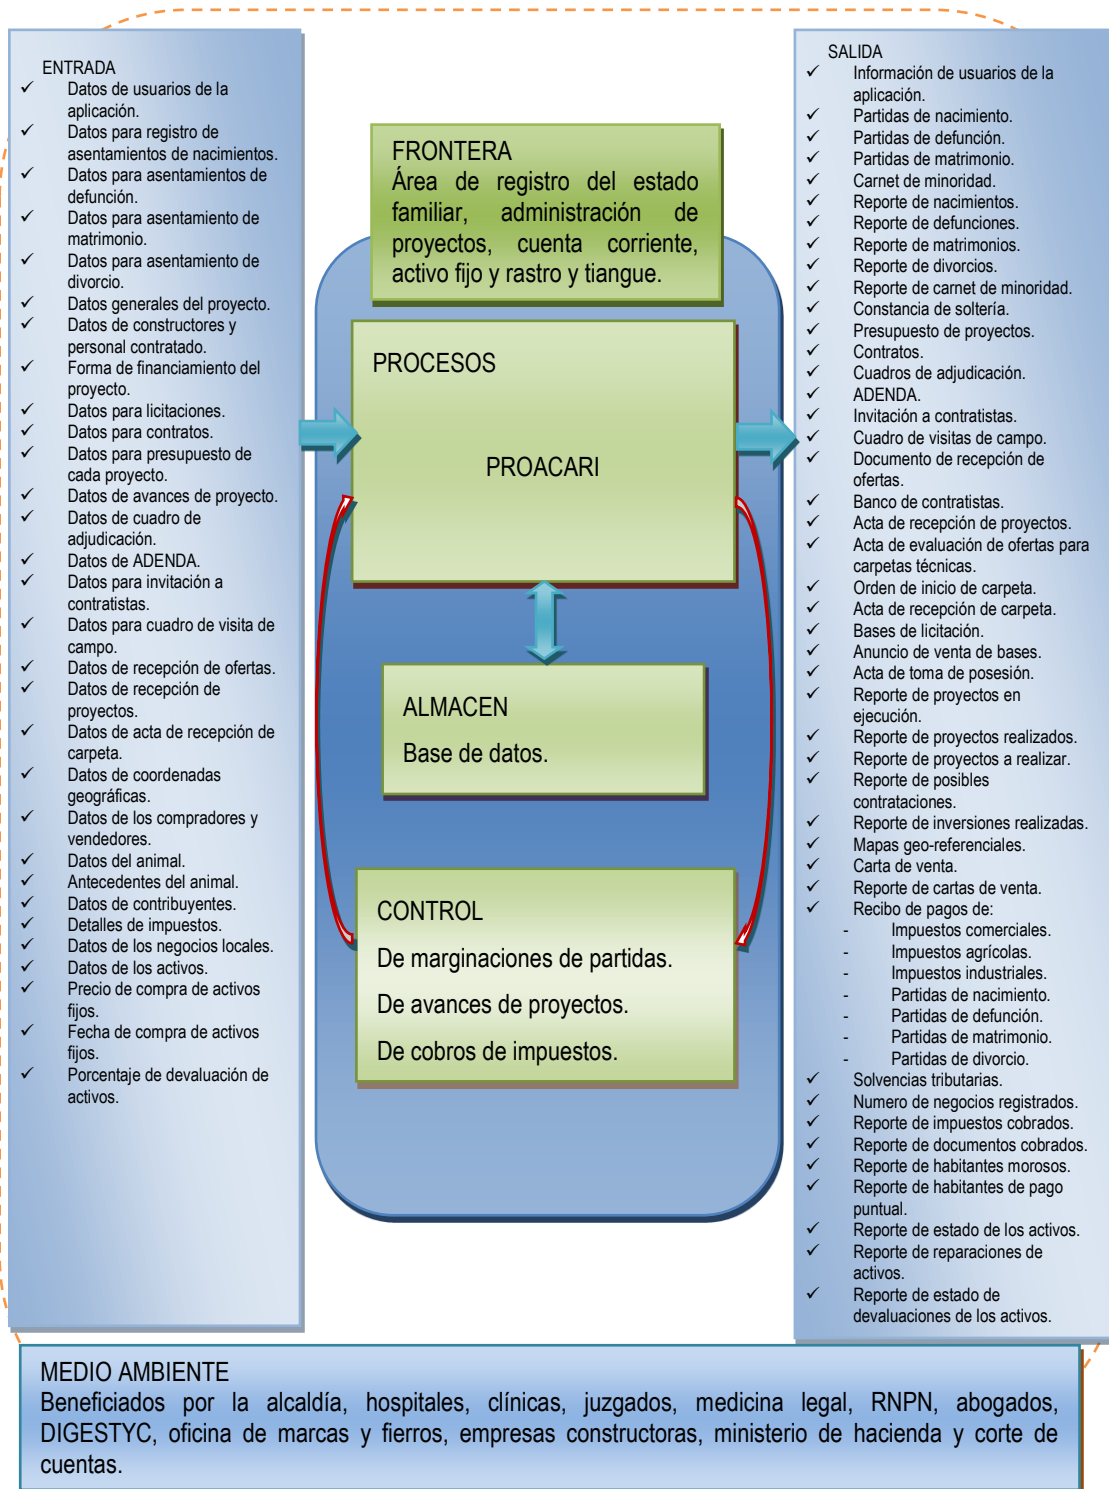 ENTRADA
✓ Datos de usuarios de la
aplicación.
✓ Datos para registro de
asentamientos de nacimientos.
✓ Datos para asentamientos de
defunción.
✓ Datos para asentamiento de
matrimonio.
✓ Datos para asentamiento de
divorcio.
✓ Datos generales del proyecto.
✓ Datos de constructores y
personal contratado.
✓ Forma de financiamiento del
proyecto.
✓ Datos para licitaciones.
✓ Datos para contratos.
✓ Datos para presupuesto de
cada proyecto.
✓ Datos de avances de proyecto.
✓ Datos de cuadro de
adjudicación.
✓ Datos de ADENDA.
✓ Datos para invitación a
contratistas.
✓ Datos para cuadro de visita de
campo.
✓ Datos de recepción de ofertas.
✓ Datos de recepción de
proyectos.
✓ Datos de acta de recepción de
carpeta.
✓ Datos de coordenadas
geográficas.
✓ Datos de los compradores y
vendedores.
✓ Datos del animal.
✓ Antecedentes del animal.
✓ Datos de contribuyentes.
✓ Detalles de impuestos.
✓ Datos de los negocios locales.
✓ Datos de los activos.
✓ Precio de compra de activos
fijos.
✓ Fecha de compra de activos
fijos.
✓ Porcentaje de devaluación de
activos.
FRONTERA
Área de registro del estado
familiar, administración de
proyectos, cuenta corriente,
activo fijo y rastro y tiangue.
PROCESOS
PROACARI
ALMACEN
Base de datos.
CONTROL
De marginaciones de partidas.
De avances de proyectos.
De cobros de impuestos.
SALIDA
✓ Información de usuarios de la
aplicación.
✓ Partidas de nacimiento.
✓ Partidas de defunción.
✓ Partidas de matrimonio.
✓ Carnet de minoridad.
✓ Reporte de nacimientos.
✓ Reporte de defunciones.
✓ Reporte de matrimonios.
✓ Reporte de divorcios.
✓ Reporte de carnet de minoridad.
✓ Constancia de soltería.
✓ Presupuesto de proyectos.
✓ Contratos.
✓ Cuadros de adjudicación.
✓ ADENDA.
✓ Invitación a contratistas.
✓ Cuadro de visitas de campo.
✓ Documento de recepción de
ofertas.
✓ Banco de contratistas.
✓ Acta de recepción de proyectos.
✓ Acta de evaluación de ofertas para
carpetas técnicas.
✓ Orden de inicio de carpeta.
✓ Acta de recepción de carpeta.
✓ Bases de licitación.
✓ Anuncio de venta de bases.
✓ Acta de toma de posesión.
✓ Reporte de proyectos en
ejecución.
✓ Reporte de proyectos realizados.
✓ Reporte de proyectos a realizar.
✓ Reporte de posibles
contrataciones.
✓ Reporte de inversiones realizadas.
✓ Mapas geo-referenciales.
✓ Carta de venta.
✓ Reporte de cartas de venta.
✓ Recibo de pagos de:
- Impuestos comerciales.
- Impuestos agrícolas.
- Impuestos industriales.
- Partidas de nacimiento.
- Partidas de defunción.
- Partidas de matrimonio.
- Partidas de divorcio.
✓ Solvencias tributarias.
✓ Numero de negocios registrados.
✓ Reporte de impuestos cobrados.
✓ Reporte de documentos cobrados.
✓ Reporte de habitantes morosos.
✓ Reporte de habitantes de pago
puntual.
✓ Reporte de estado de los activos.
✓ Reporte de reparaciones de
activos.
✓ Reporte de estado de
devaluaciones de los activos.
MEDIO AMBIENTE
Beneficiados por la alcaldía, hospitales, clínicas, juzgados, medicina legal, RNPN, abogados,
DIGESTYC, oficina de marcas y fierros, empresas constructoras, ministerio de hacienda y corte de
cuentas.